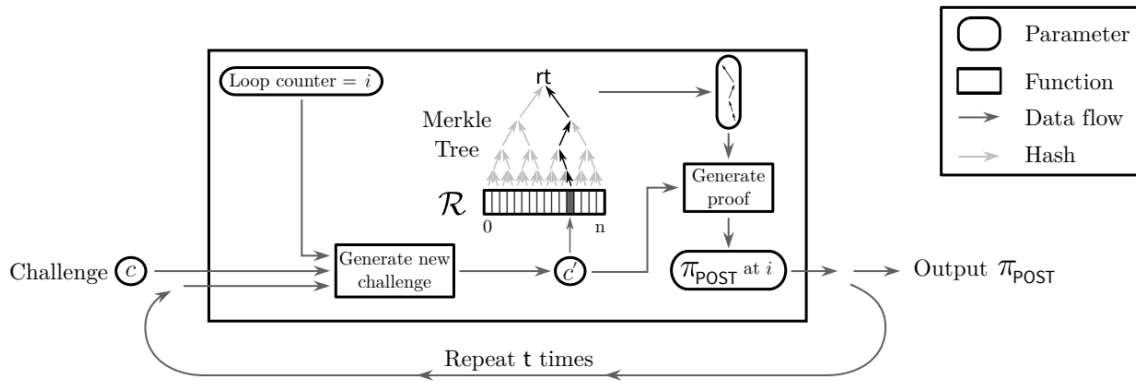 Parameter
Function
Data flow
Hash
Loop counter = i
rt
Merkle
Tree
R
0
n
Generate
proof
Generate new
challenge
Challenge c
c'
π_POST at i
Output π_POST
Repeat t times